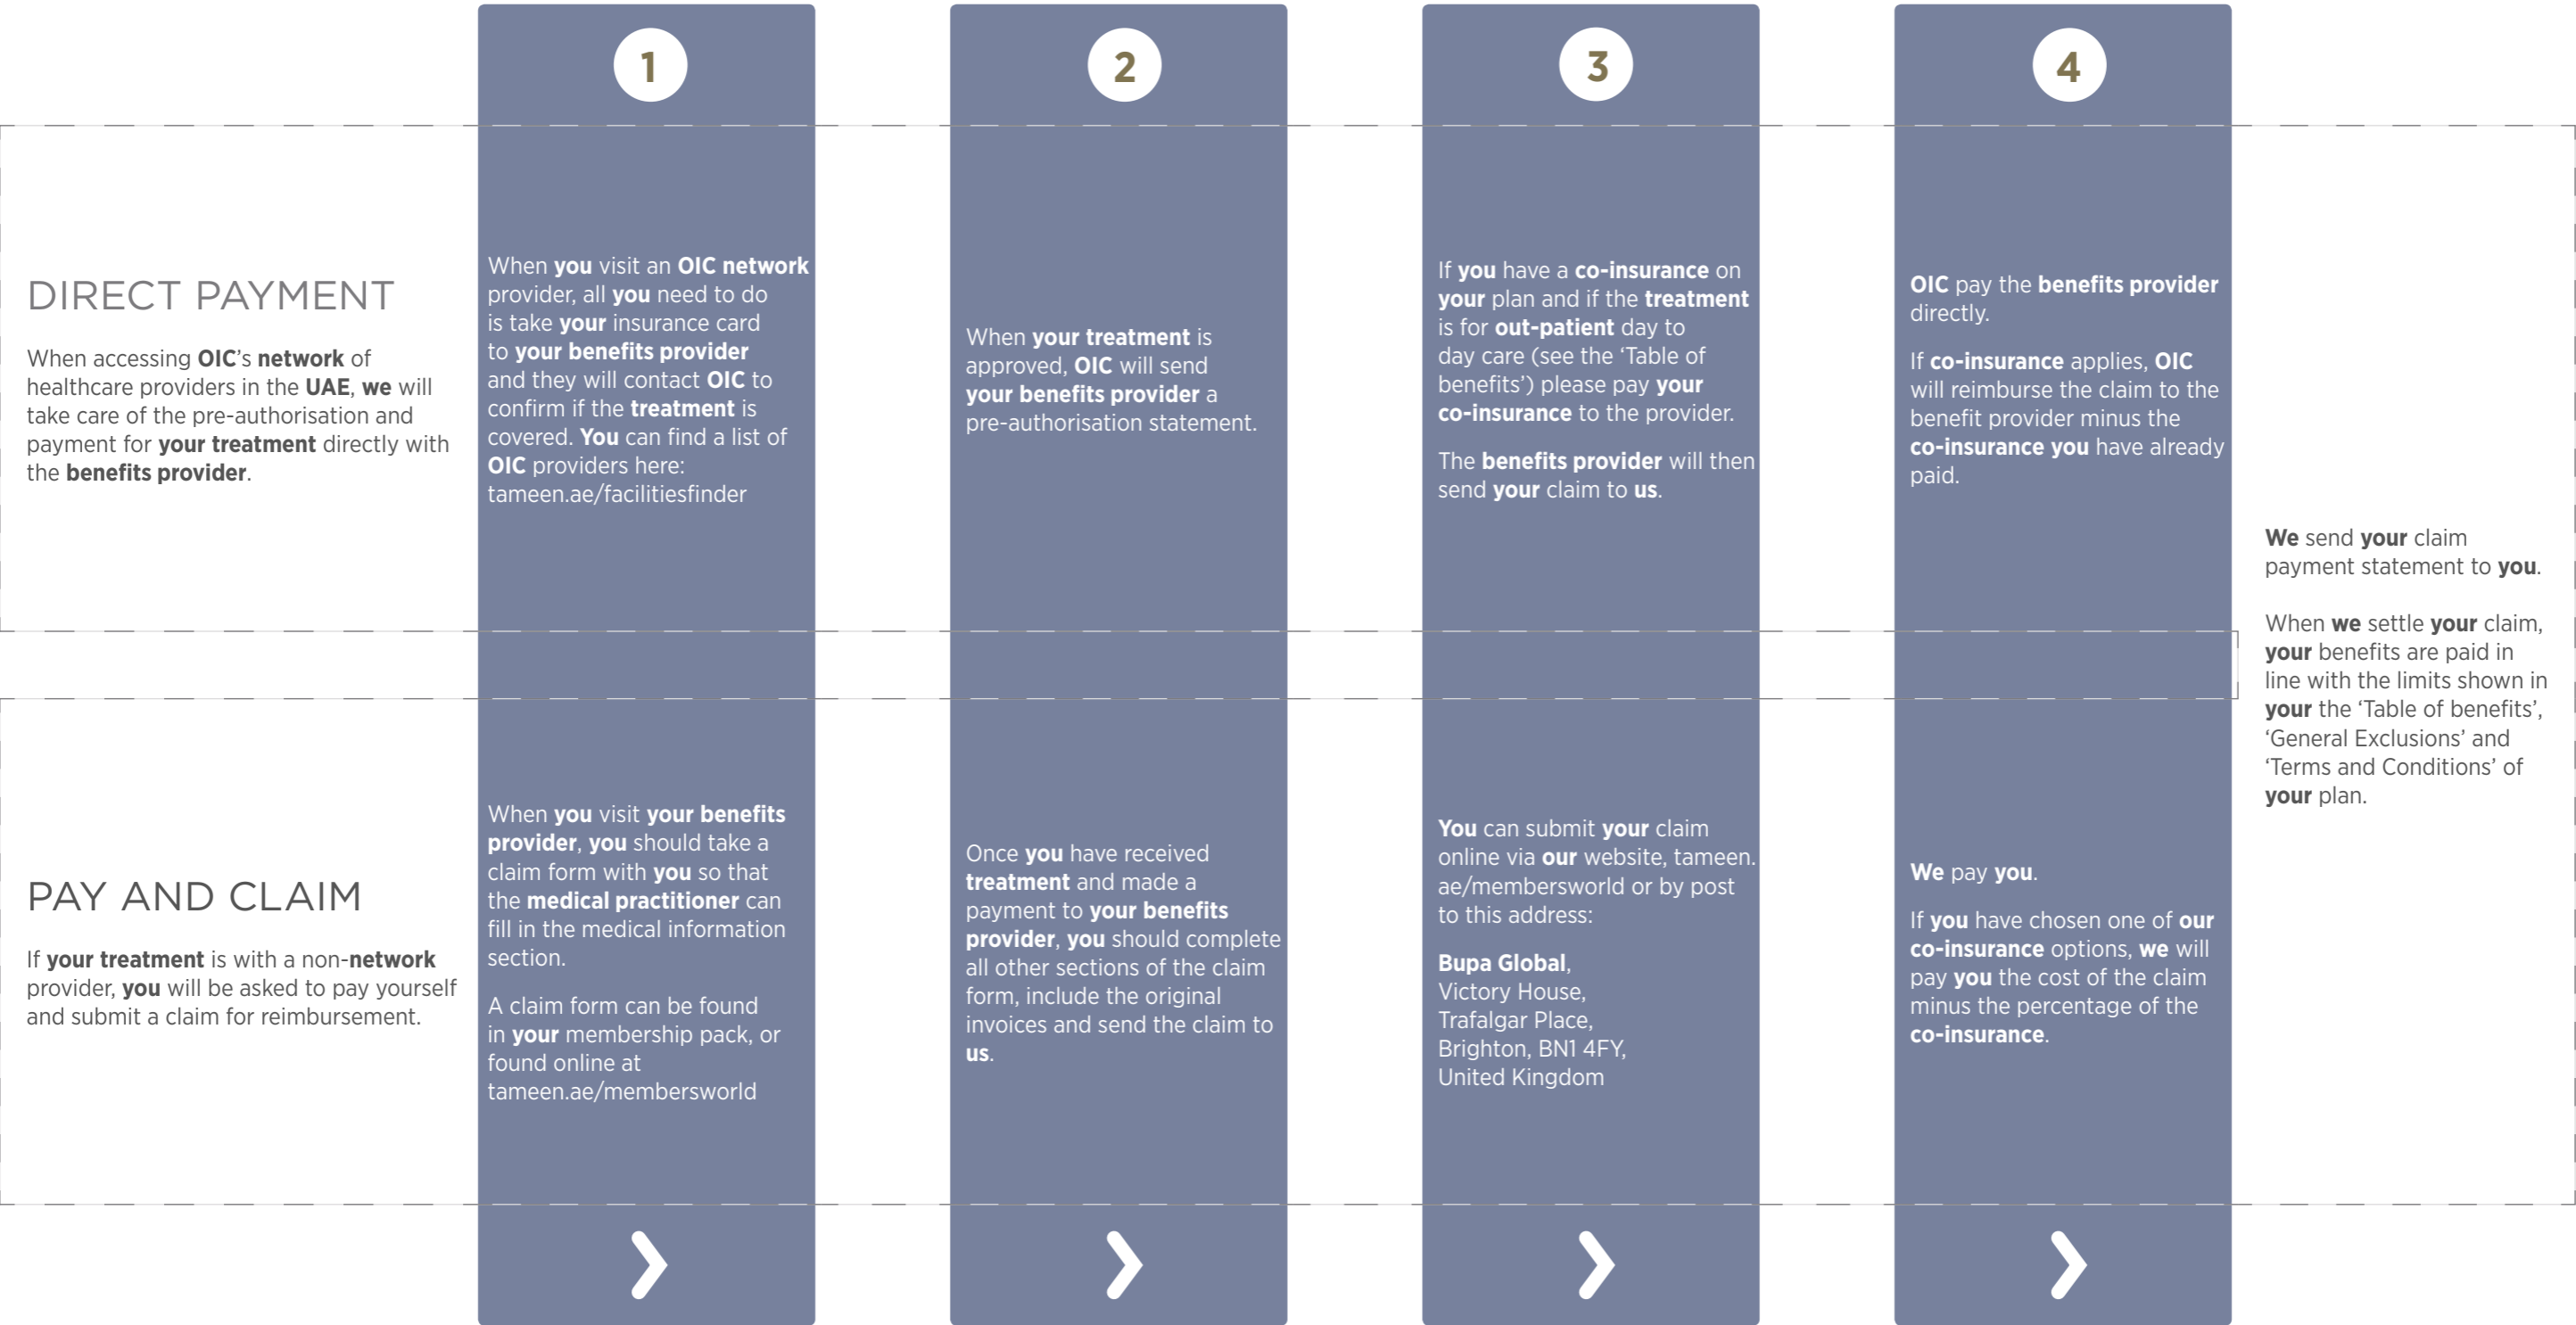 1
2
3
4
DIRECT PAYMENT
When accessing OIC's network of
healthcare providers in the UAE, we will
take care of the pre-authorisation and
payment for your treatment directly with
the benefits provider.
When you visit an OIC network
provider, all you need to do
is take your insurance card
to your benefits provider
and they will contact OIC to
confirm if the treatment is
covered. You can find a list of
OIC providers here:
tameen.ae/facilitiesfinder
When your treatment is
approved, OIC will send
your benefits provider a
pre-authorisation statement.
If you have a co-insurance on
your plan and if the treatment
is for out-patient day to
day care (see the ‘Table of
benefits’) please pay your
co-insurance to the provider.
The benefits provider will then
send your claim to us.
OIC pay the benefits provider
directly.
If co-insurance applies, OIC
will reimburse the claim to the
benefit provider minus the
co-insurance you have already
paid.
PAY AND CLAIM
If your treatment is with a non-network
provider, you will be asked to pay yourself
and submit a claim for reimbursement.
When you visit your benefits
provider, you should take a
claim form with you so that
the medical practitioner can
fill in the medical information
section.
A claim form can be found
in your membership pack, or
found online at
tameen.ae/membersworld
Once you have received
treatment and made a
payment to your benefits
provider, you should complete
all other sections of the claim
form, include the original
invoices and send the claim to
us.
You can submit your claim
online via our website, tameen.
ae/membersworld or by post
to this address:
Bupa Global,
Victory House,
Trafalgar Place,
Brighton, BN1 4FY,
United Kingdom
We pay you.
If you have chosen one of our
co-insurance options, we will
pay you the cost of the claim
minus the percentage of the
co-insurance.
We send your claim
payment statement to you.
When we settle your claim,
your benefits are paid in
line with the limits shown in
your the ‘Table of benefits’,
‘General Exclusions’ and
‘Terms and Conditions’ of
your plan.